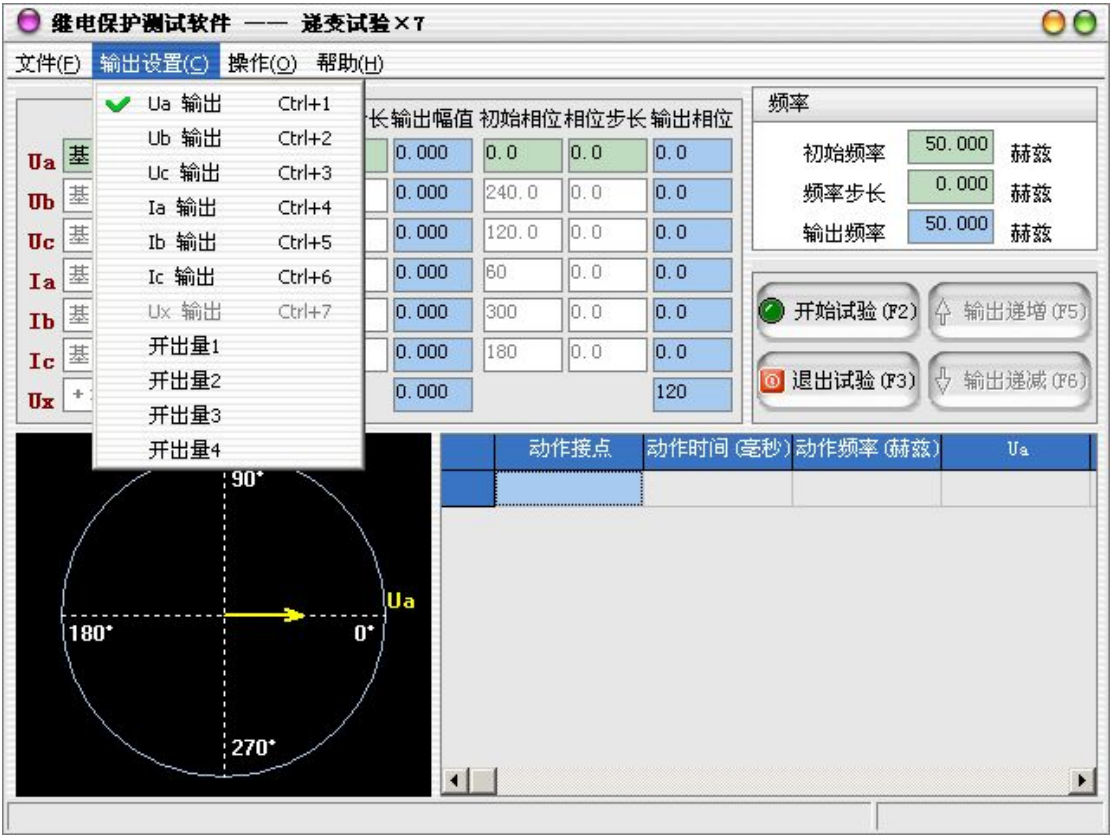 继电保护测试软件 —— 递变试验×7
文件(F) 输出设置(C) 操作(O) 帮助(H)
Ua 输出 Ctrl+1
Ub 输出 Ctrl+2
Uc 输出 Ctrl+3
Ia 输出 Ctrl+4
Ib 输出 Ctrl+5
Ic 输出 Ctrl+6
Ux 输出 Ctrl+7
开出量1
开出量2
开出量3
开出量4
长 输出幅值 初始相位 相位步长 输出相位
Ua 基 0.000 0.0 0.0 0.0
Ub 基 0.000 240.0 0.0 0.0
Uc 基 0.000 120.0 0.0 0.0
Ia 基 0.000 60 0.0 0.0
Ib 基 0.000 300 0.0 0.0
Ic 基 0.000 180 0.0 0.0
Ux + 0.000 120
频率
初始频率 50.000 赫兹
频率步长 0.000 赫兹
输出频率 50.000 赫兹
开始试验(F2) 输出递增(F5)
退出试验(F3) 输出递减(F6)
90°
Ua
180° 0°
270°
动作接点 动作时间(毫秒) 动作频率(赫兹) Ua